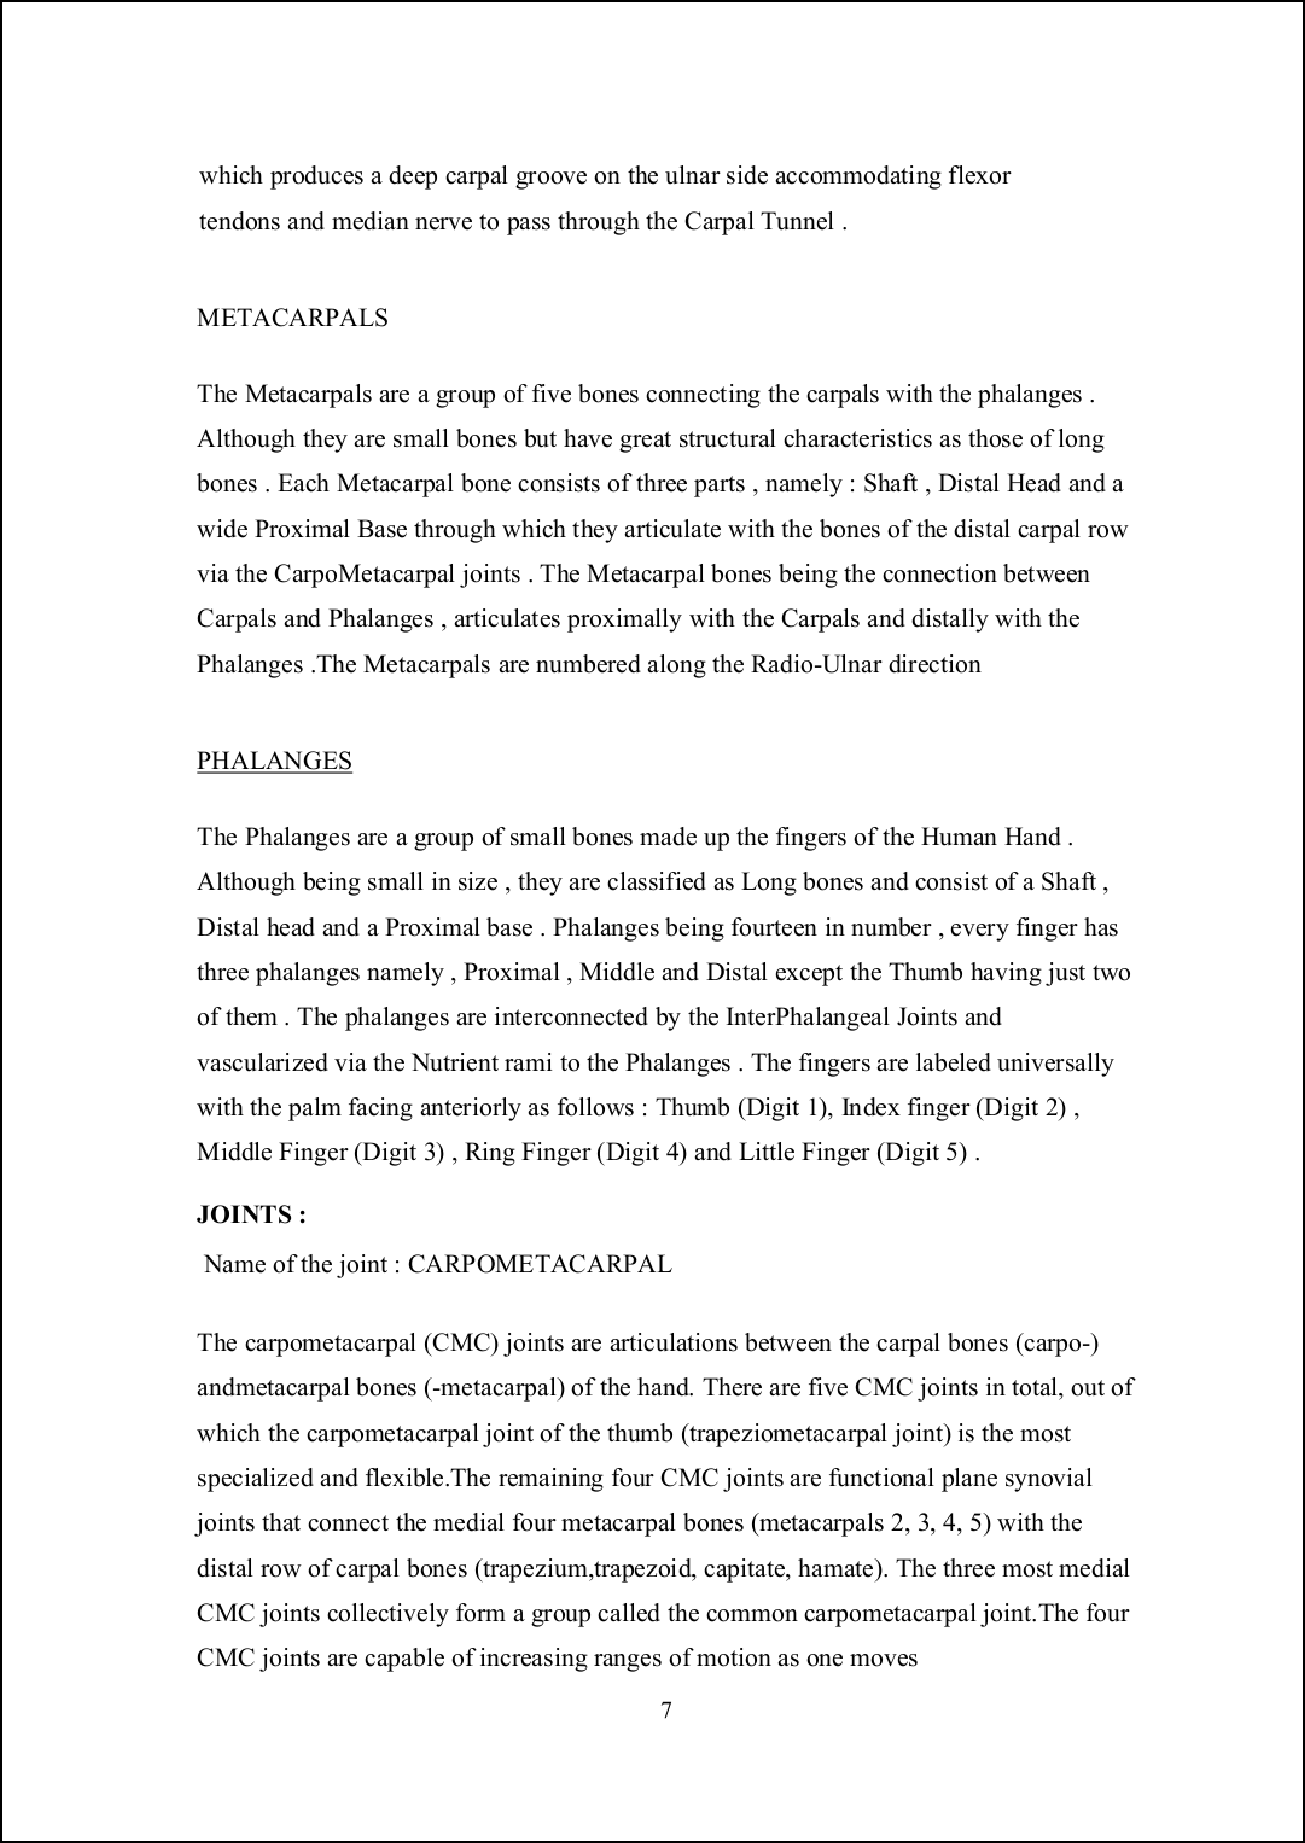 which produces a deep carpal groove on the ulnar side accommodating flexor
tendons and median nerve to pass through the Carpal Tunnel .
METACARPALS
The Metacarpals are a group of five bones connecting the carpals with the phalanges .
Although they are small bones but have great structural characteristics as those of long
bones . Each Metacarpal bone consists of three parts , namely : Shaft , Distal Head and a
wide Proximal Base through which they articulate with the bones of the distal carpal row
via the CarpoMetacarpal joints . The Metacarpal bones being the connection between
Carpals and Phalanges , articulates proximally with the Carpals and distally with the
Phalanges .The Metacarpals are numbered along the Radio-Ulnar direction
PHALANGES
The Phalanges are a group of small bones made up the fingers of the Human Hand .
Although being small in size , they are classified as Long bones and consist of a Shaft ,
Distal head and a Proximal base . Phalanges being fourteen in number , every finger has
three phalanges namely , Proximal , Middle and Distal except the Thumb having just two
of them . The phalanges are interconnected by the InterPhalangeal Joints and
vascularized via the Nutrient rami to the Phalanges . The fingers are labeled universally
with the palm facing anteriorly as follows : Thumb (Digit 1), Index finger (Digit 2) ,
Middle Finger (Digit 3) , Ring Finger (Digit 4) and Little Finger (Digit 5) .
JOINTS :
Name of the joint : CARPOMETACARPAL
The carpometacarpal (CMC) joints are articulations between the carpal bones (carpo-)
andmetacarpal bones (-metacarpal) of the hand. There are five CMC joints in total, out of
which the carpometacarpal joint of the thumb (trapeziometacarpal joint) is the most
specialized and flexible.The remaining four CMC joints are functional plane synovial
joints that connect the medial four metacarpal bones (metacarpals 2, 3, 4, 5) with the
distal row of carpal bones (trapezium,trapezoid, capitate, hamate). The three most medial
CMC joints collectively form a group called the common carpometacarpal joint.The four
CMC joints are capable of increasing ranges of motion as one moves
7